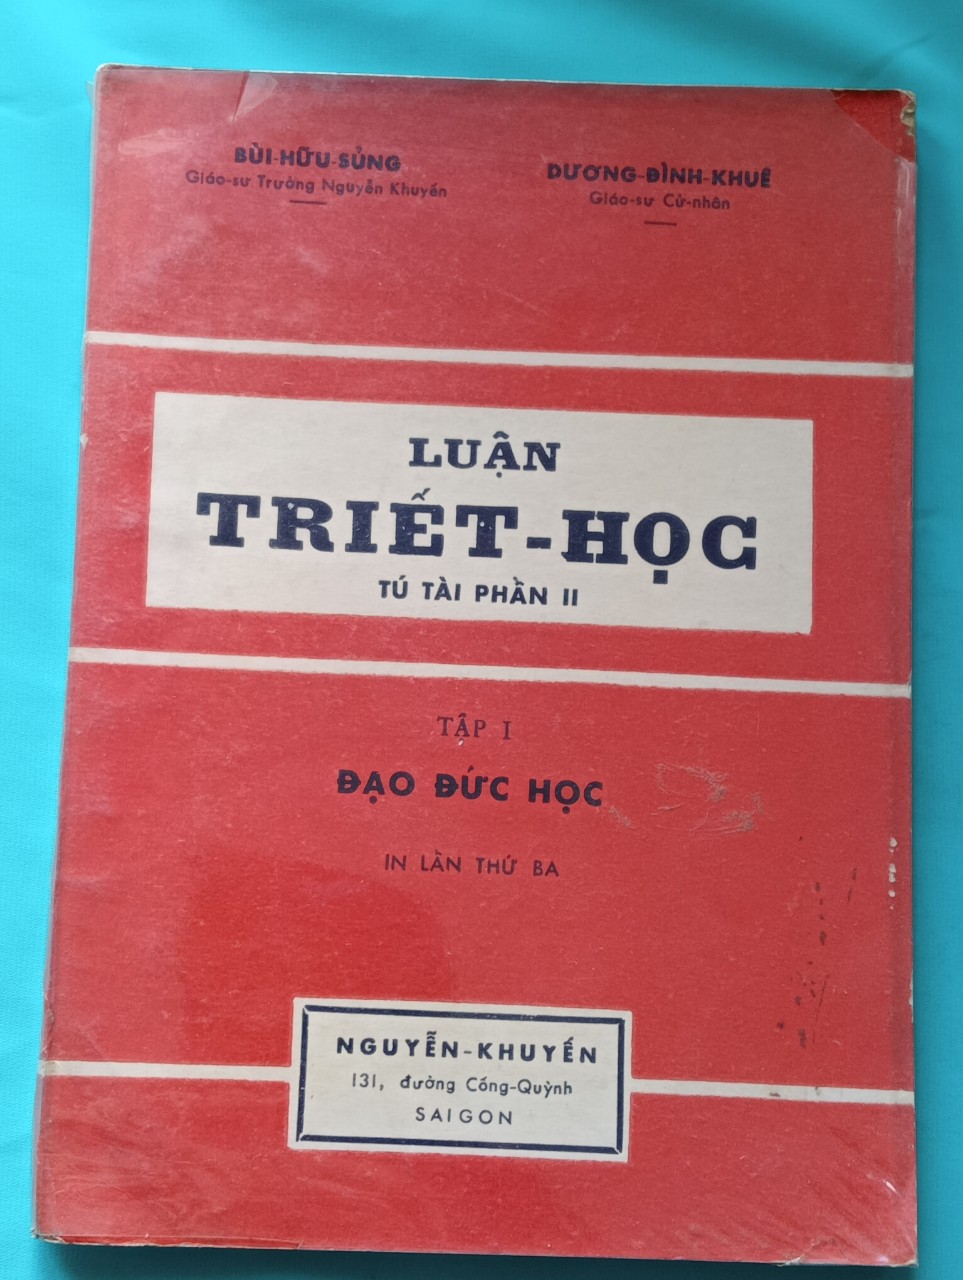 BÙI-HỮU-SỦNG
Giáo-sư Trường Nguyễn Khuyến
DƯƠNG-ĐÌNH-KHUÊ
Giáo-sư Cử-nhân
LUẬN
TRIẾT-HỌC
TÚ TÀI PHẦN II
TẬP I
ĐẠO ĐỨC HỌC
IN LẦN THỨ BA
NGUYỄN-KHUYẾN
131, đường Cống-Quỳnh
SAIGON